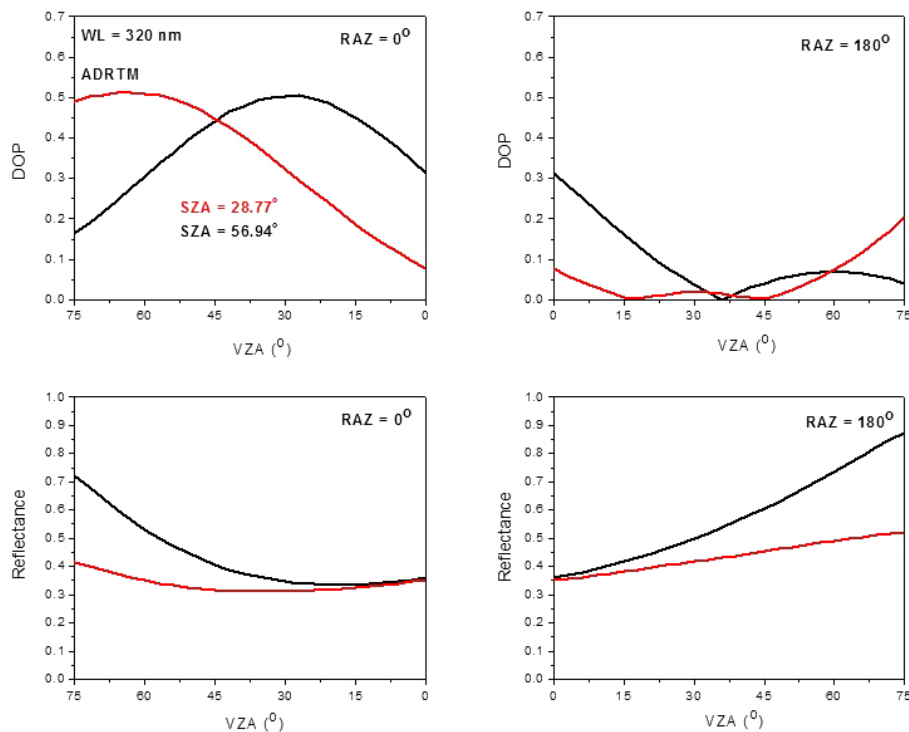 0.7
0.6
0.5
0.4
0.3
0.2
0.1
0.0
DOP
WL = 320 nm
RAZ = 0⁰
ADRTM
SZA = 28.77°
SZA = 56.94°
75 60 45 30 15 0
VZA (⁰)
0.7
0.6
0.5
0.4
0.3
0.2
0.1
0.0
DOP
RAZ = 180⁰
0 15 30 45 60 75
VZA (⁰)
1.0
0.9
0.8
0.7
0.6
0.5
0.4
0.3
0.2
0.1
0.0
Reflectance
RAZ = 0⁰
75 60 45 30 15 0
VZA (⁰)
1.0
0.9
0.8
0.7
0.6
0.5
0.4
0.3
0.2
0.1
0.0
Reflectance
RAZ = 180⁰
0 15 30 45 60 75
VZA (⁰)